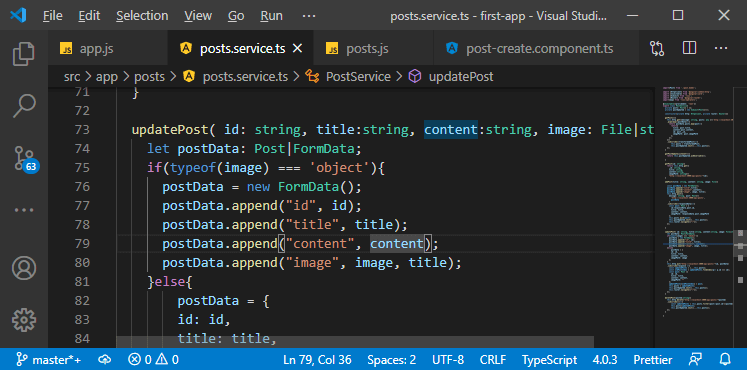 File Edit Selection View Go Run ··· posts.service.ts - first-app - Visual Studi...
JS app.js posts.service.ts JS posts.js post-create.component.ts ···
src > app > posts > posts.service.ts > PostService > updatePost
71 }
72
73 updatePost( id: string, title:string, content:string, image: File|st
74 let postData: Post|FormData;
75 if(typeof(image) === 'object'){
76 postData = new FormData();
77 postData.append("id", id);
78 postData.append("title", title);
79 postData.append("content", content);
80 postData.append("image", image, title);
81 }else{
82 postData = {
83 id: id,
84 title: title,
63
master*+ 0 0 Ln 79, Col 36 Spaces: 2 UTF-8 CRLF TypeScript 4.0.3 Prettier